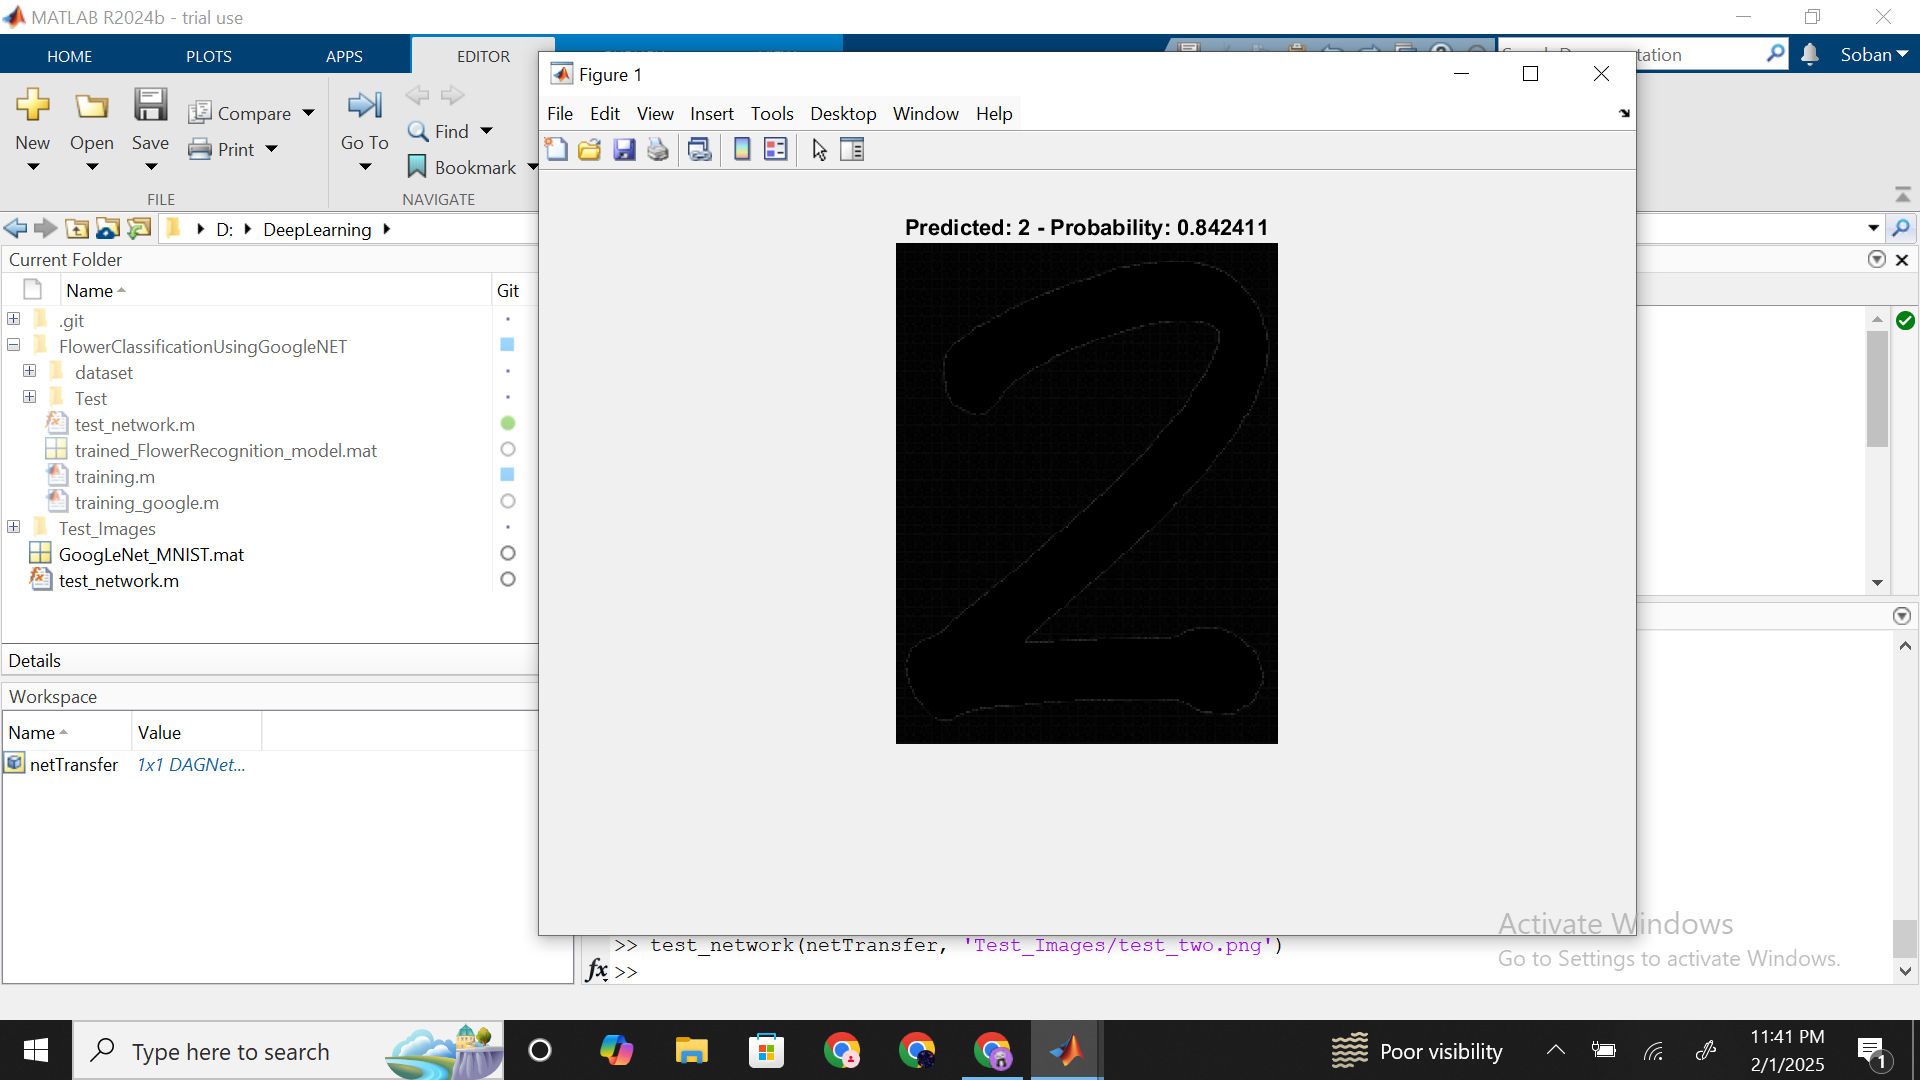 MATLAB R2024b - trial use
HOME PLOTS APPS EDITOR
tation
Soban
New Open Save Compare Print Go To Find Bookmark
FILE NAVIGATE
D: DeepLearning
Current Folder
Name Git
.git
FlowerClassificationUsingGoogleNET
dataset
Test
test_network.m
trained_FlowerRecognition_model.mat
training.m
training_google.m
Test_Images
GoogLeNet_MNIST.mat
test_network.m
Details
Workspace
Name Value
netTransfer 1x1 DAGNet...
Figure 1
File Edit View Insert Tools Desktop Window Help
Predicted: 2 - Probability: 0.842411
2
>> test_network(netTransfer, 'Test_Images/test_two.png')
fx >>
Activate Windows
Go to Settings to activate Windows.
Type here to search
Poor visibility
11:41 PM
2/1/2025
1